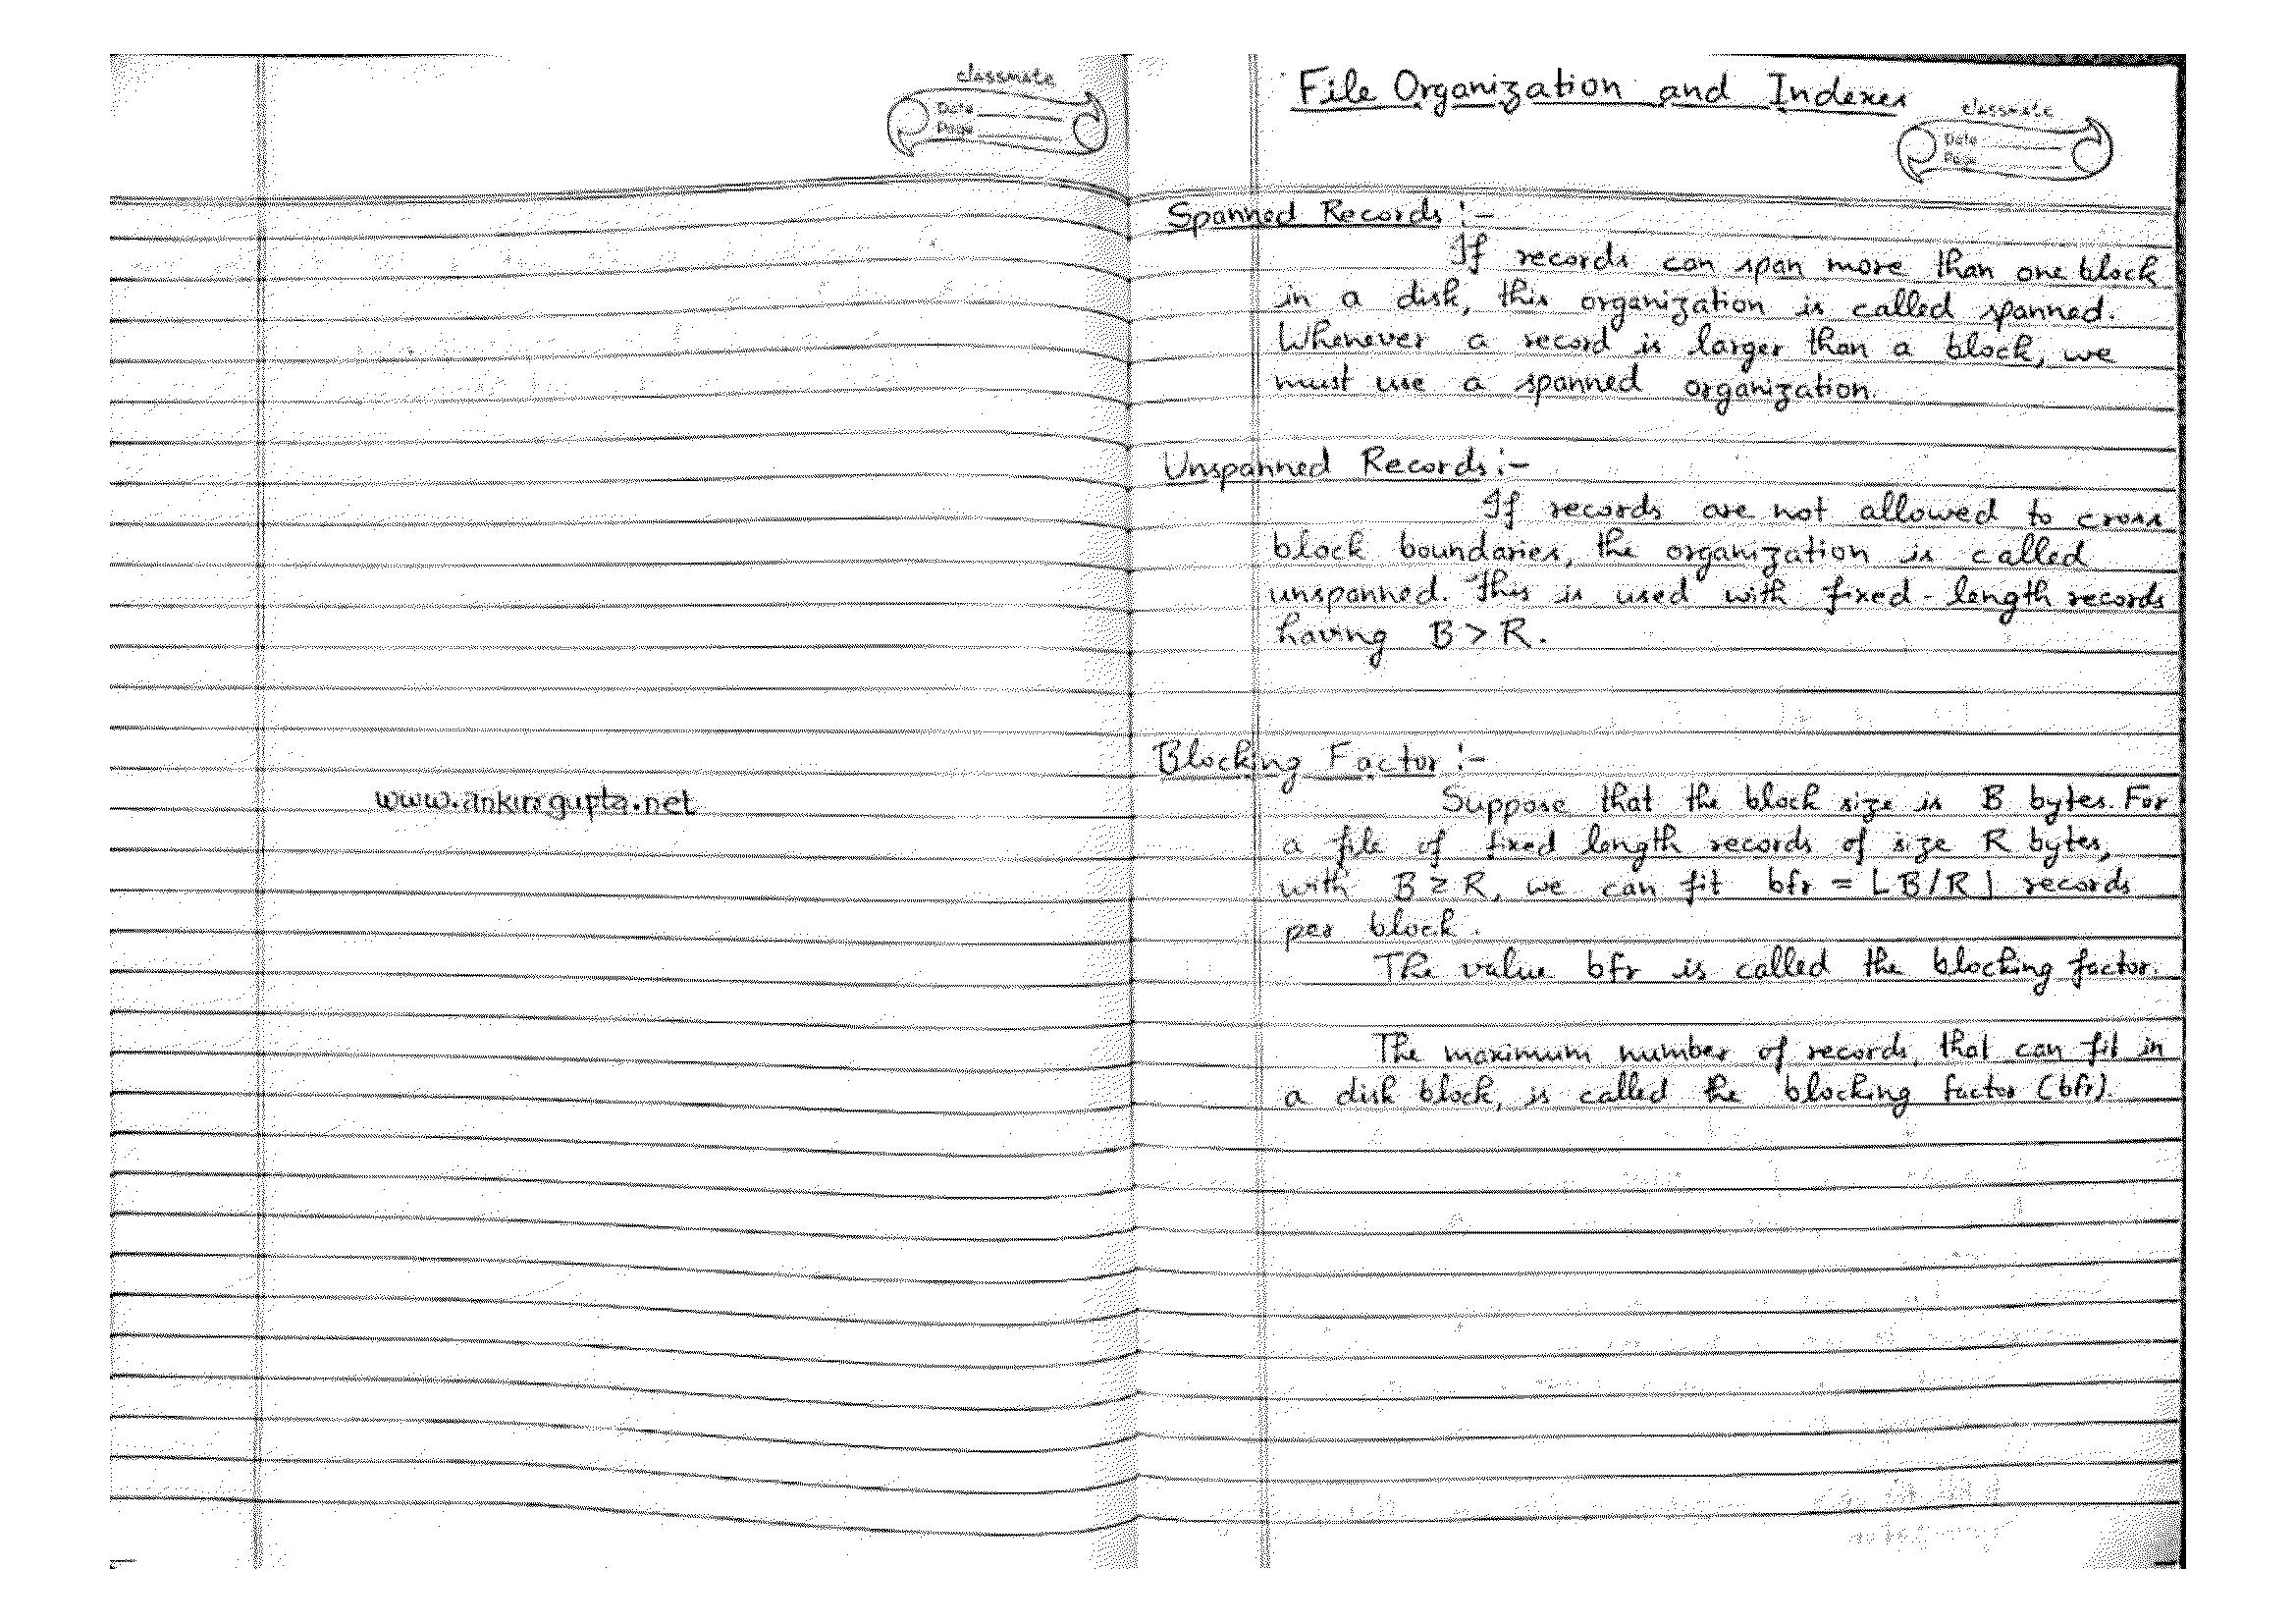 classmate
Date
Page
www.ankurgupta.net
File Organization and Indexes
classmate
Date
Page
Spanned Records :-
If records can span more than one block
in a disk, this organization is called spanned.
Whenever a record is larger than a block, we
must use a spanned organization.
Unspanned Records :-
If records are not allowed to cross
block boundaries, the organization is called
unspanned. This is used with fixed-length records
having B > R.
Blocking Factor :-
Suppose that the block size is B bytes. For
a file of fixed length records of size R bytes,
with B ≥ R, we can fit bfr = ⌊B/R⌋ records
per block.
The value bfr is called the blocking factor.
The maximum number of records, that can fit in
a disk block, is called the blocking factor (bfr).